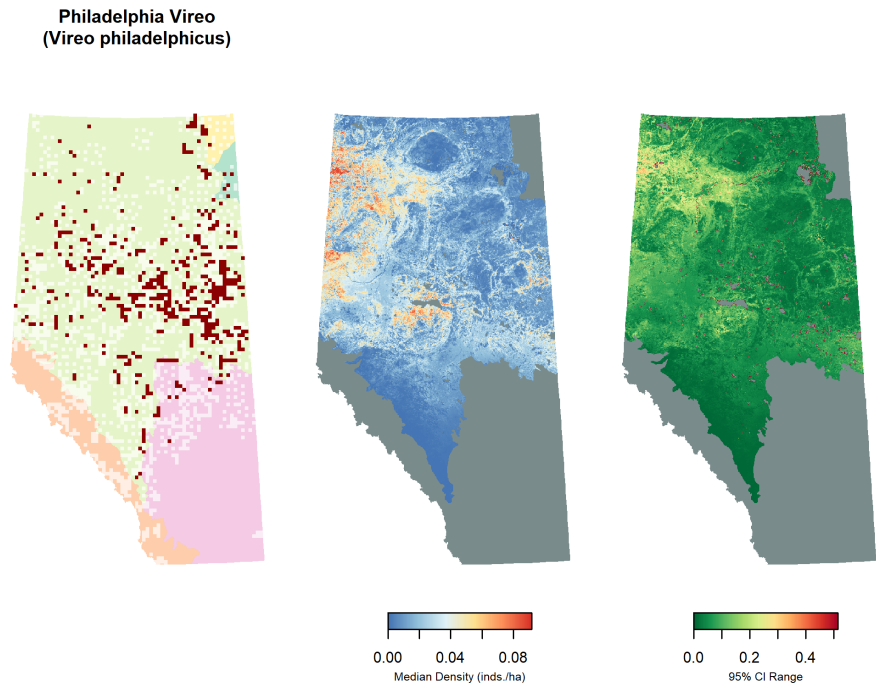 Philadelphia Vireo
(Vireo philadelphicus)
0.00 0.04 0.08
Median Density (inds./ha)
0.0 0.2 0.4
95% CI Range